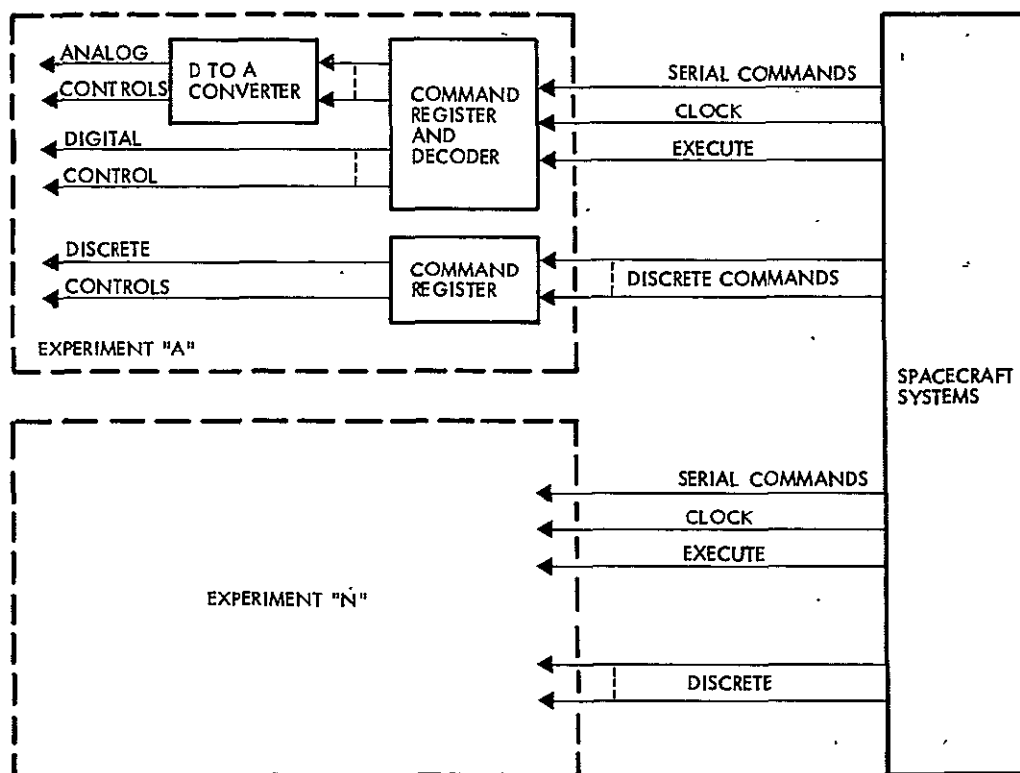 ANALOG
CONTROLS
D TO A
CONVERTER
DIGITAL
CONTROL
COMMAND
REGISTER
AND
DECODER
SERIAL COMMANDS
CLOCK
EXECUTE
DISCRETE
CONTROLS
COMMAND
REGISTER
DISCRETE COMMANDS
EXPERIMENT "A"
SPACECRAFT
SYSTEMS
SERIAL COMMANDS
CLOCK
EXECUTE
EXPERIMENT "N"
DISCRETE